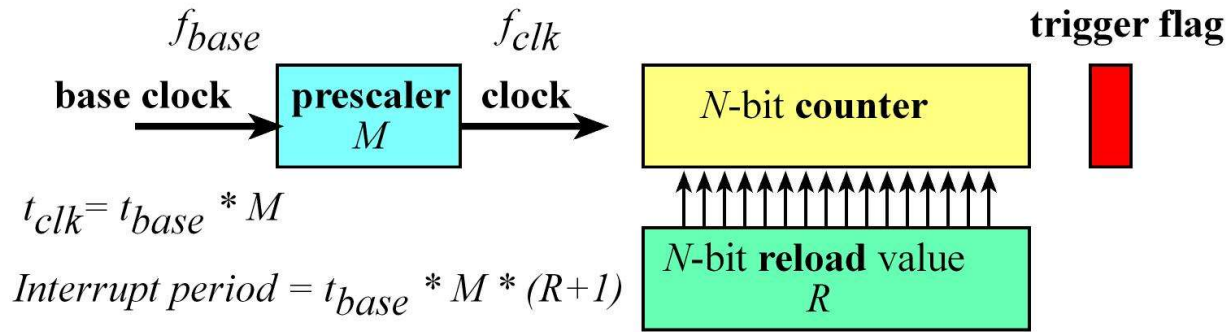 f_base f_clk trigger flag
base clock prescaler clock N-bit counter
M
t_clk= t_base * M
N-bit reload value
Interrupt period = t_base * M * (R+1) R